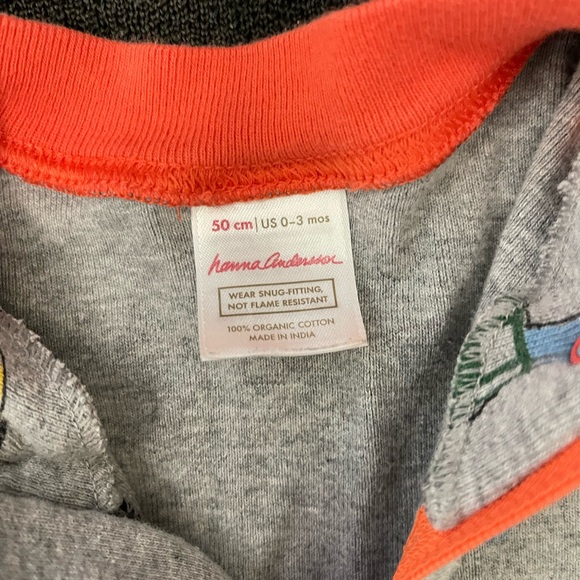 50 cm | US 0-3 mos
hanna andersson
WEAR SNUG-FITTING,
NOT FLAME RESISTANT
100% ORGANIC COTTON
MADE IN INDIA